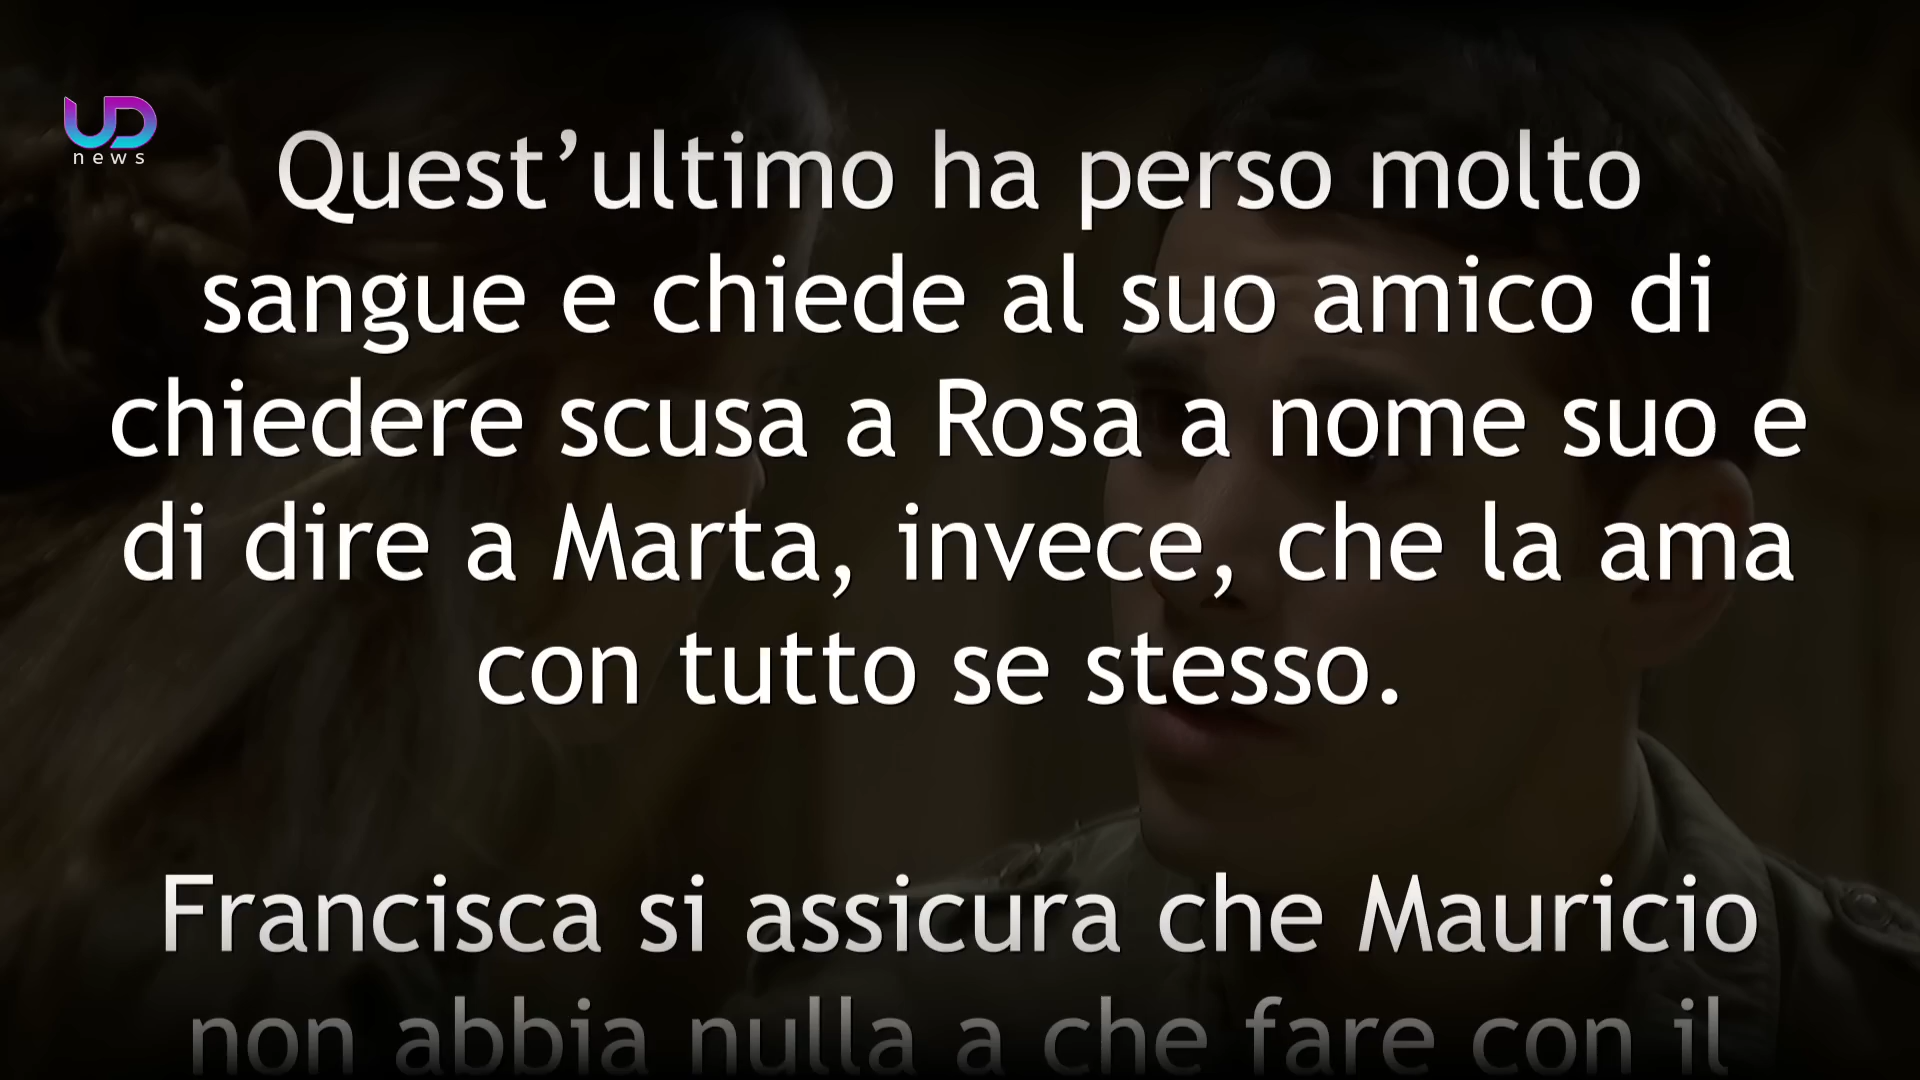 UD
news
Quest’ultimo ha perso molto
sangue e chiede al suo amico di
chiedere scusa a Rosa a nome suo e
di dire a Marta, invece, che la ama
con tutto se stesso.
Francisca si assicura che Mauricio
non abbia nulla a che fare con il